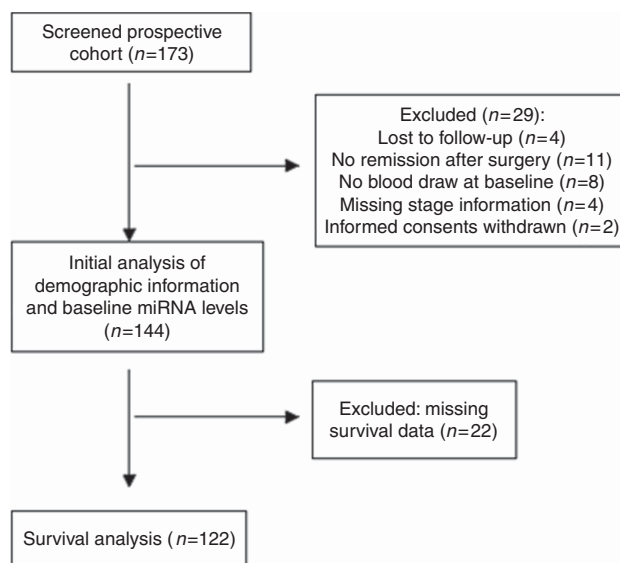 Screened prospective
cohort (n=173)
Excluded (n=29):
Lost to follow-up (n=4)
No remission after surgery (n=11)
No blood draw at baseline (n=8)
Missing stage information (n=4)
Informed consents withdrawn (n=2)
Initial analysis of
demographic information
and baseline miRNA levels
(n=144)
Excluded: missing
survival data (n=22)
Survival analysis (n=122)